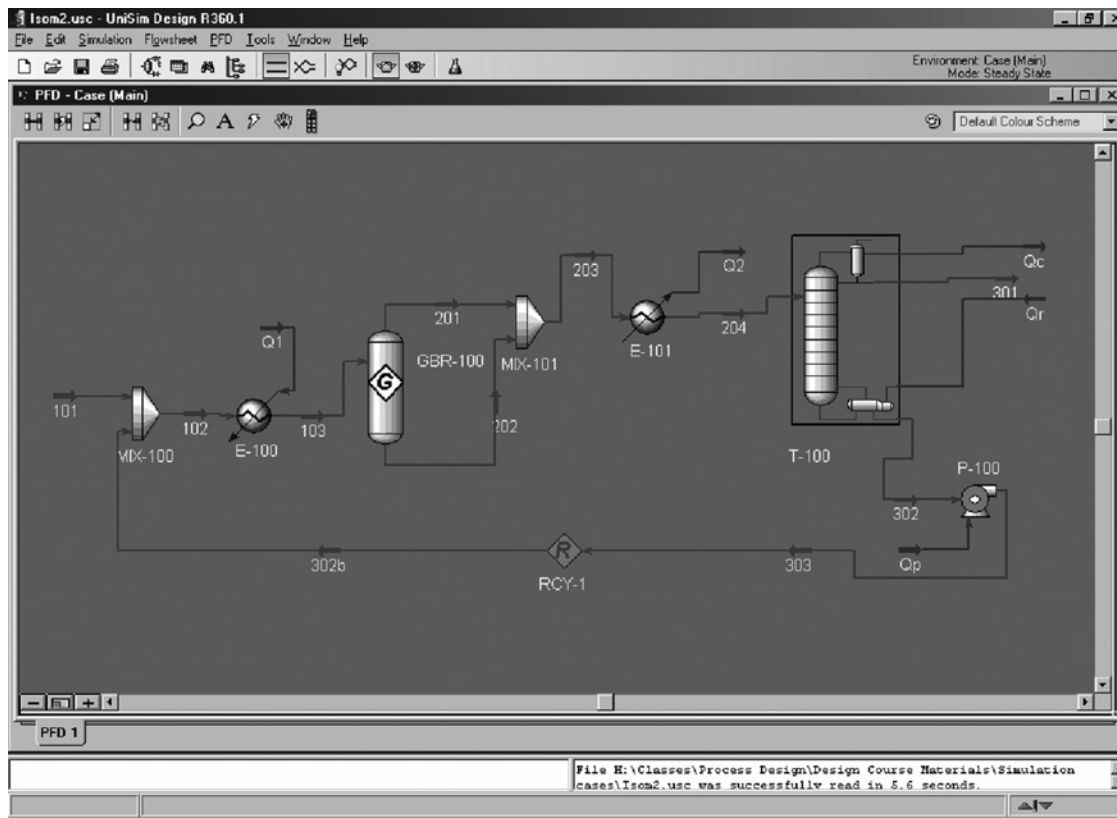 Isom2.usc - UniSim Design R360.1
File Edit Simulation Flowsheet PFD Tools Window Help
Environment: Case (Main)
Mode: Steady State
PFD - Case (Main)
A
Default Colour Scheme
203
Q2
Qc
301
Qr
201
GBR-100
MIX-101
E-101
204
Q1
G
101
102
103
202
MIX-100
E-100
T-100
P-100
302
302b
R
303
Qp
RCY-1
PFD 1
File H:\Classes\Process Design\Design Course Materials\Simulation
cases\Isom2.usc was successfully read in 5.6 seconds.